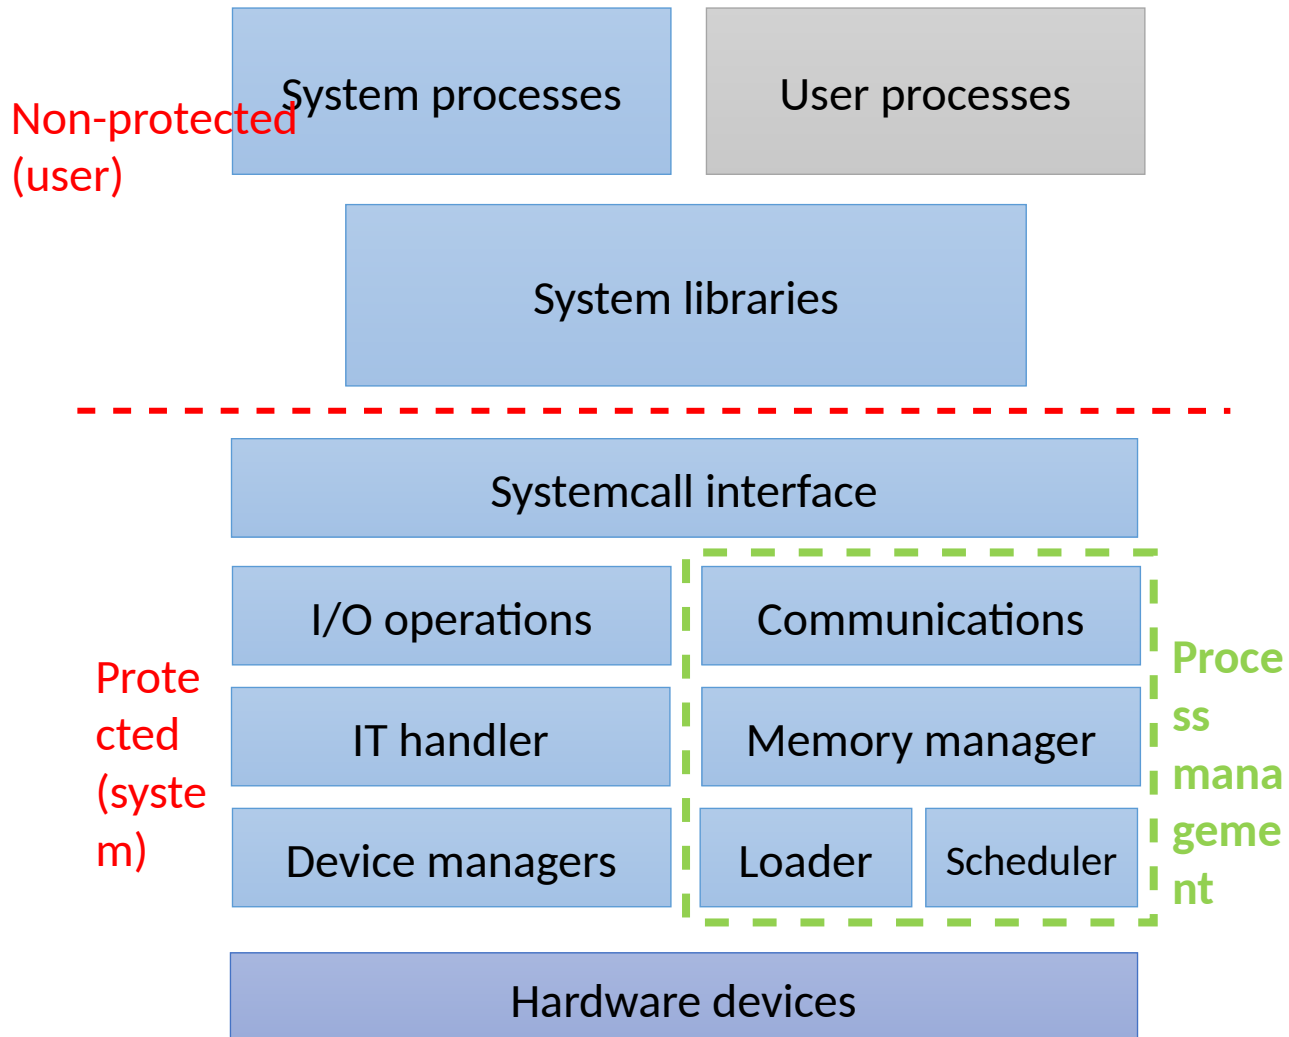 System processes
User processes
Non-protected
(user)
System libraries
Systemcall interface
I/O operations
Communications
Prote
cted
(syste
m)
IT handler
Memory manager
Proce
ss
mana
geme
nt
Device managers
Loader
Scheduler
Hardware devices